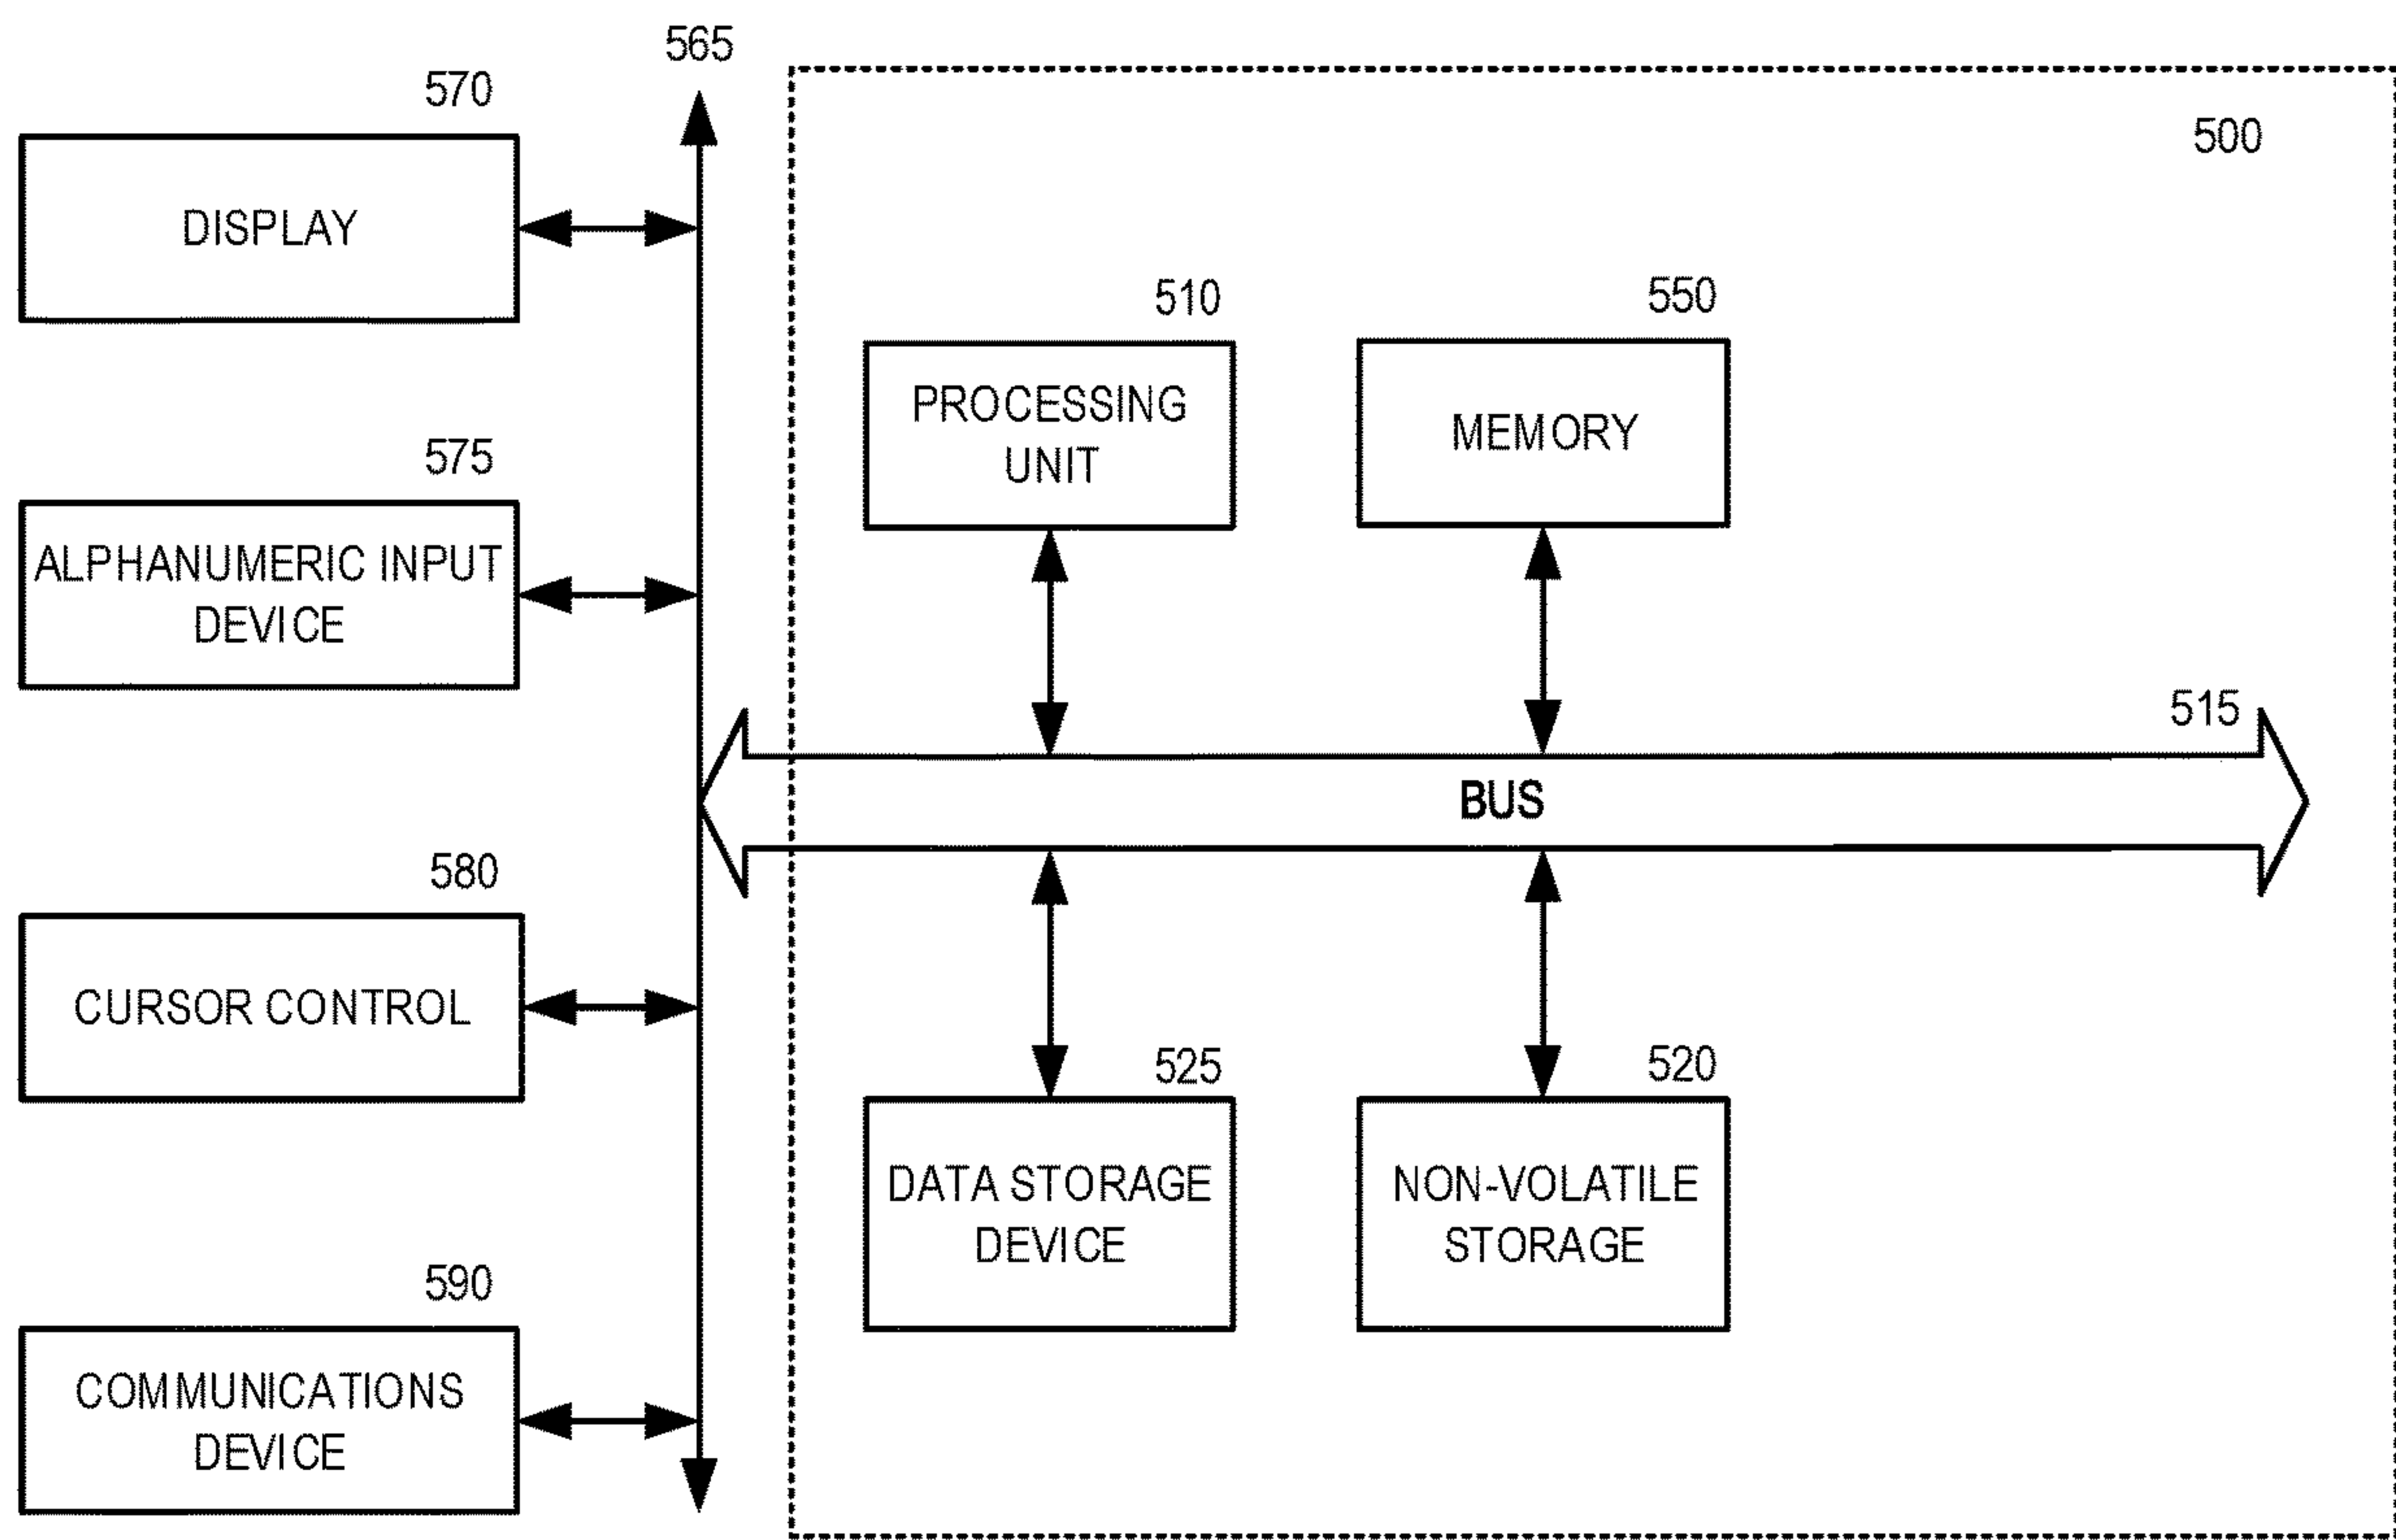 565
570
500
DISPLAY
510
550
PROCESSING
UNIT
MEMORY
575
ALPHANUMERIC INPUT
DEVICE
515
BUS
580
CURSOR CONTROL
525
520
DATA STORAGE
DEVICE
NON-VOLATILE
STORAGE
590
COMMUNICATIONS
DEVICE